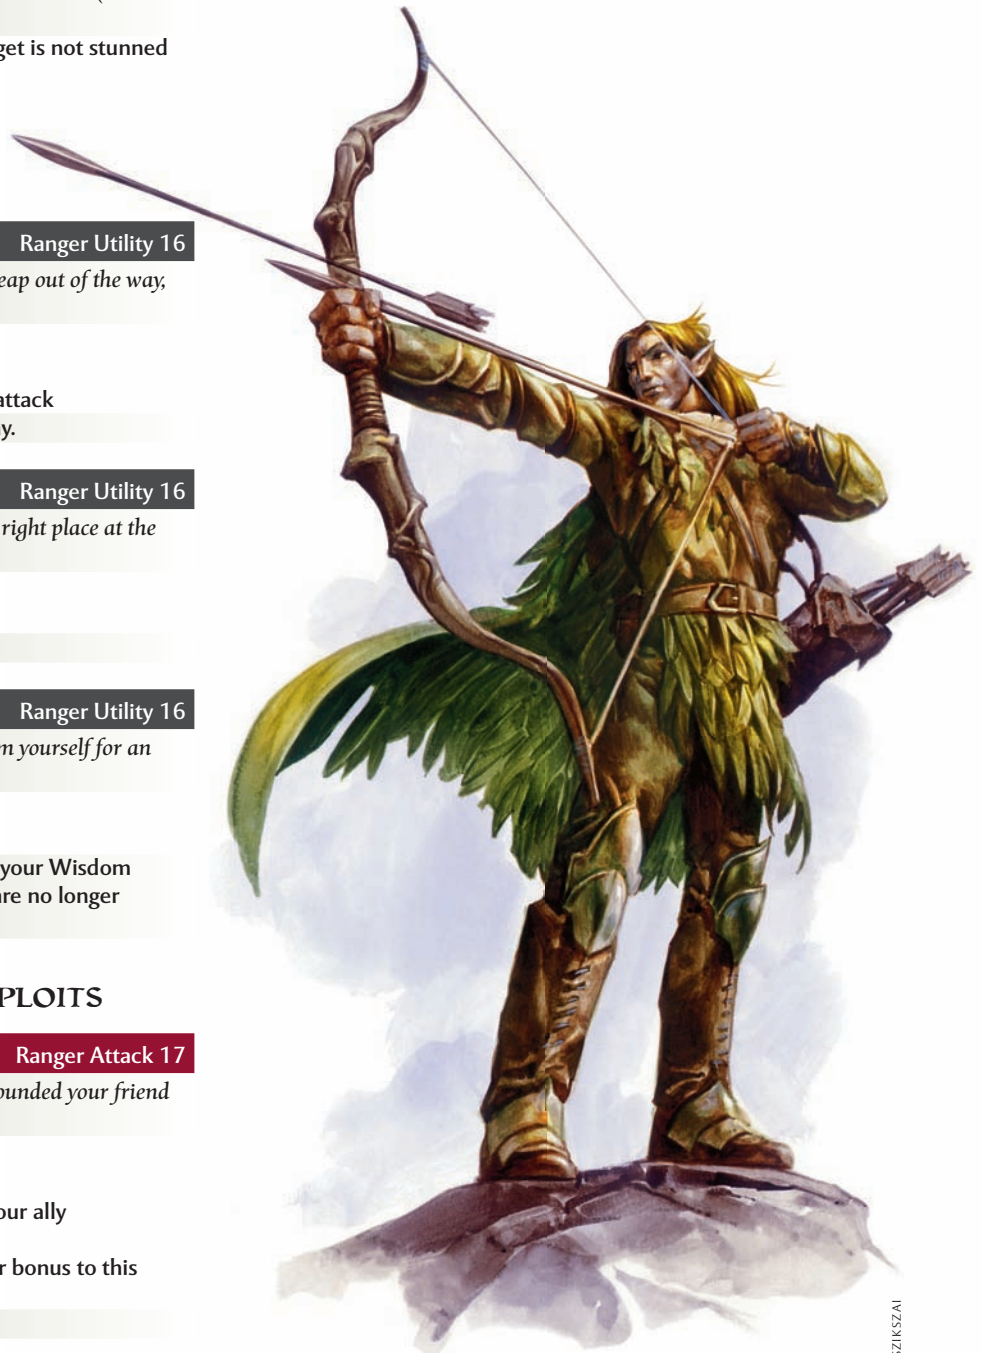 get is not stunned
Ranger Utility 16
eap out of the way,
attack
y.
Ranger Utility 16
right place at the
Ranger Utility 16
m yourself for an
your Wisdom
are no longer
PLOITS
Ranger Attack 17
ounded your friend
our ally
r bonus to this
SZIKSZAI